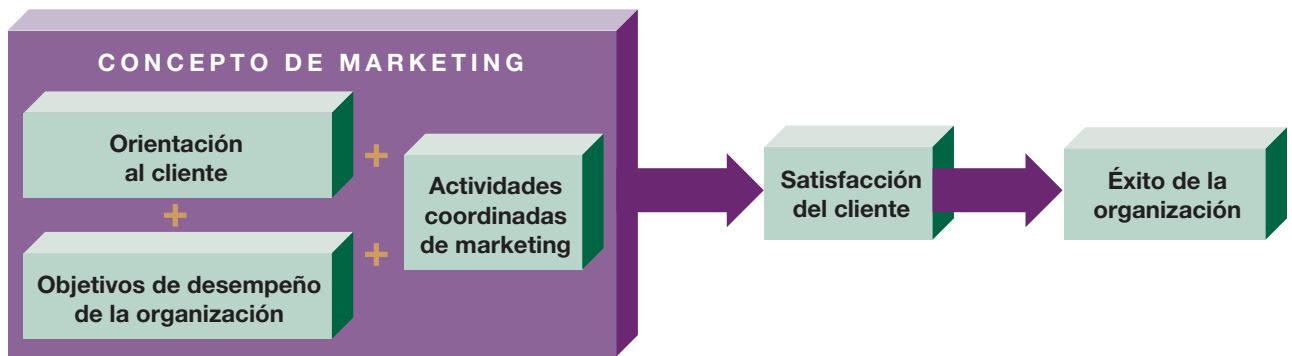 CONCEPTO DE MARKETING
Orientación
al cliente
+
+
Actividades
coordinadas
de marketing
+
Objetivos de desempeño
de la organización
Satisfacción
del cliente
Éxito de la
organización